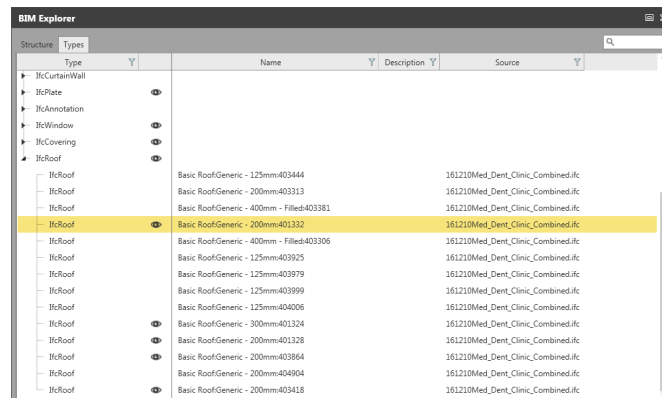 BIM Explorer
Structure Types
Type Name Description Source
IfcCurtainWall
IfcPlate
IfcAnnotation
IfcWindow
IfcCovering
IfcRoof
IfcRoof Basic Roof:Generic - 125mm:403444 161210Med_Dent_Clinic_Combined.ifc
IfcRoof Basic Roof:Generic - 200mm:403313 161210Med_Dent_Clinic_Combined.ifc
IfcRoof Basic Roof:Generic - 400mm - Filled:403381 161210Med_Dent_Clinic_Combined.ifc
IfcRoof Basic Roof:Generic - 200mm:401332 161210Med_Dent_Clinic_Combined.ifc
IfcRoof Basic Roof:Generic - 400mm - Filled:403306 161210Med_Dent_Clinic_Combined.ifc
IfcRoof Basic Roof:Generic - 125mm:403925 161210Med_Dent_Clinic_Combined.ifc
IfcRoof Basic Roof:Generic - 125mm:403979 161210Med_Dent_Clinic_Combined.ifc
IfcRoof Basic Roof:Generic - 125mm:403999 161210Med_Dent_Clinic_Combined.ifc
IfcRoof Basic Roof:Generic - 125mm:404006 161210Med_Dent_Clinic_Combined.ifc
IfcRoof Basic Roof:Generic - 300mm:401324 161210Med_Dent_Clinic_Combined.ifc
IfcRoof Basic Roof:Generic - 200mm:401328 161210Med_Dent_Clinic_Combined.ifc
IfcRoof Basic Roof:Generic - 200mm:403864 161210Med_Dent_Clinic_Combined.ifc
IfcRoof Basic Roof:Generic - 200mm:404904 161210Med_Dent_Clinic_Combined.ifc
IfcRoof Basic Roof:Generic - 200mm:403418 161210Med_Dent_Clinic_Combined.ifc